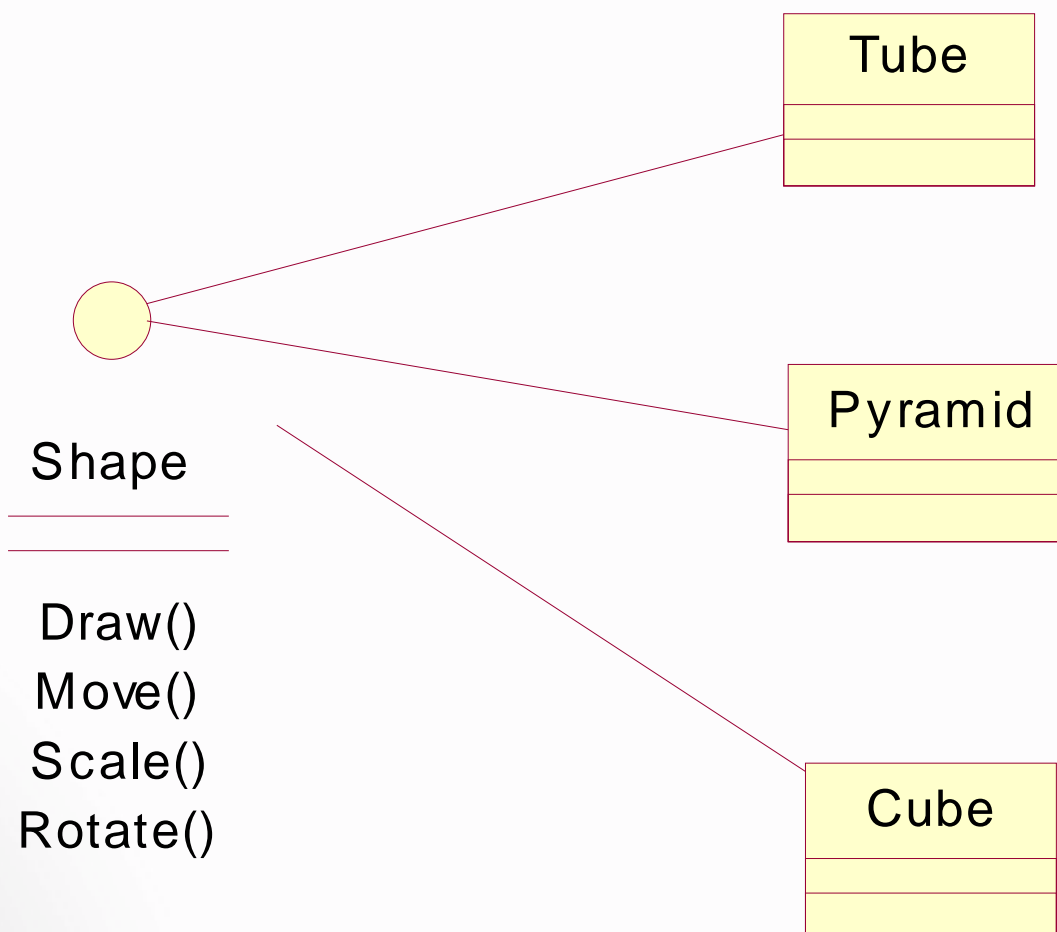 Tube
Pyramid
Shape
Draw()
Move()
Scale()
Rotate()
Cube